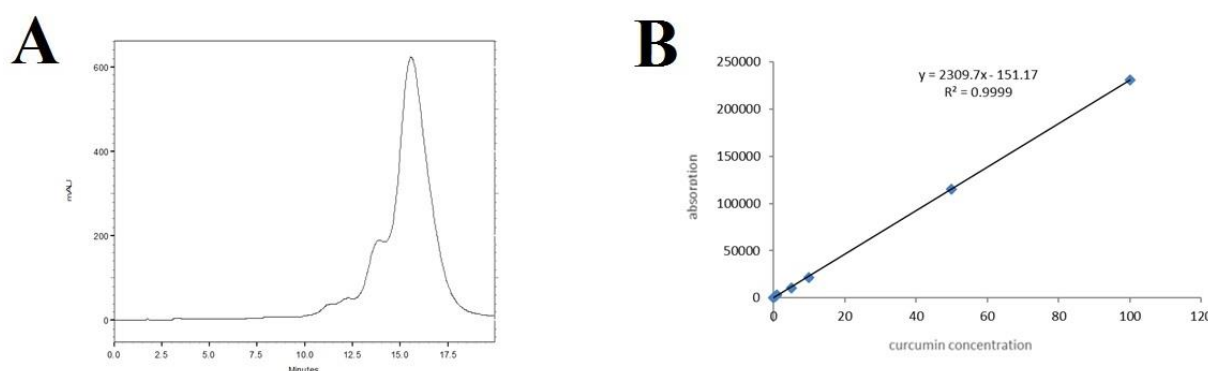 A
600
400
200
0
mAU
0.0 2.5 5.0 7.5 10.0 12.5 15.0 17.5
Minutes
B
y = 2309.7x - 151.17
R² = 0.9999
250000
200000
150000
100000
50000
0
absorption
0 20 40 60 80 100 120
curcumin concentration